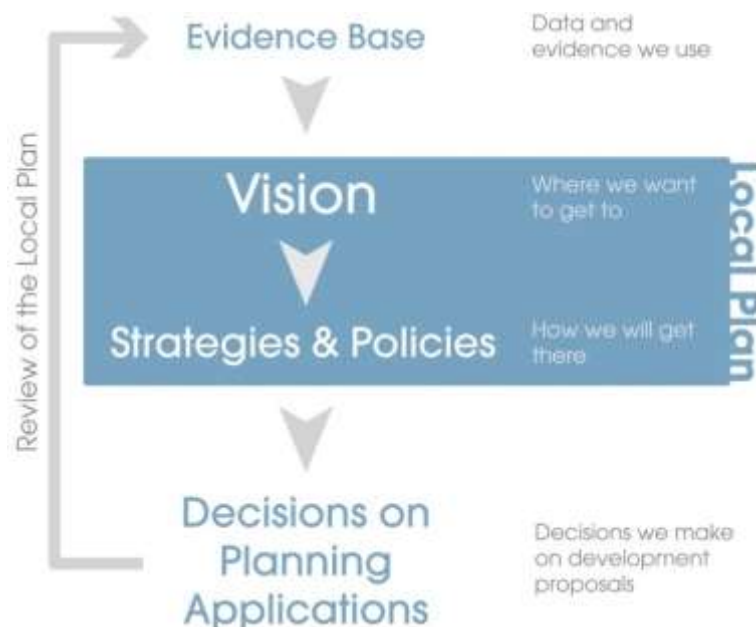 Evidence Base
Data and
evidence we use
Review of the Local Plan
Vision
Where we want
to get to
Local Plan
Strategies & Policies
How we will get
there
Decisions on
Planning
Applications
Decisions we make
on development
proposals